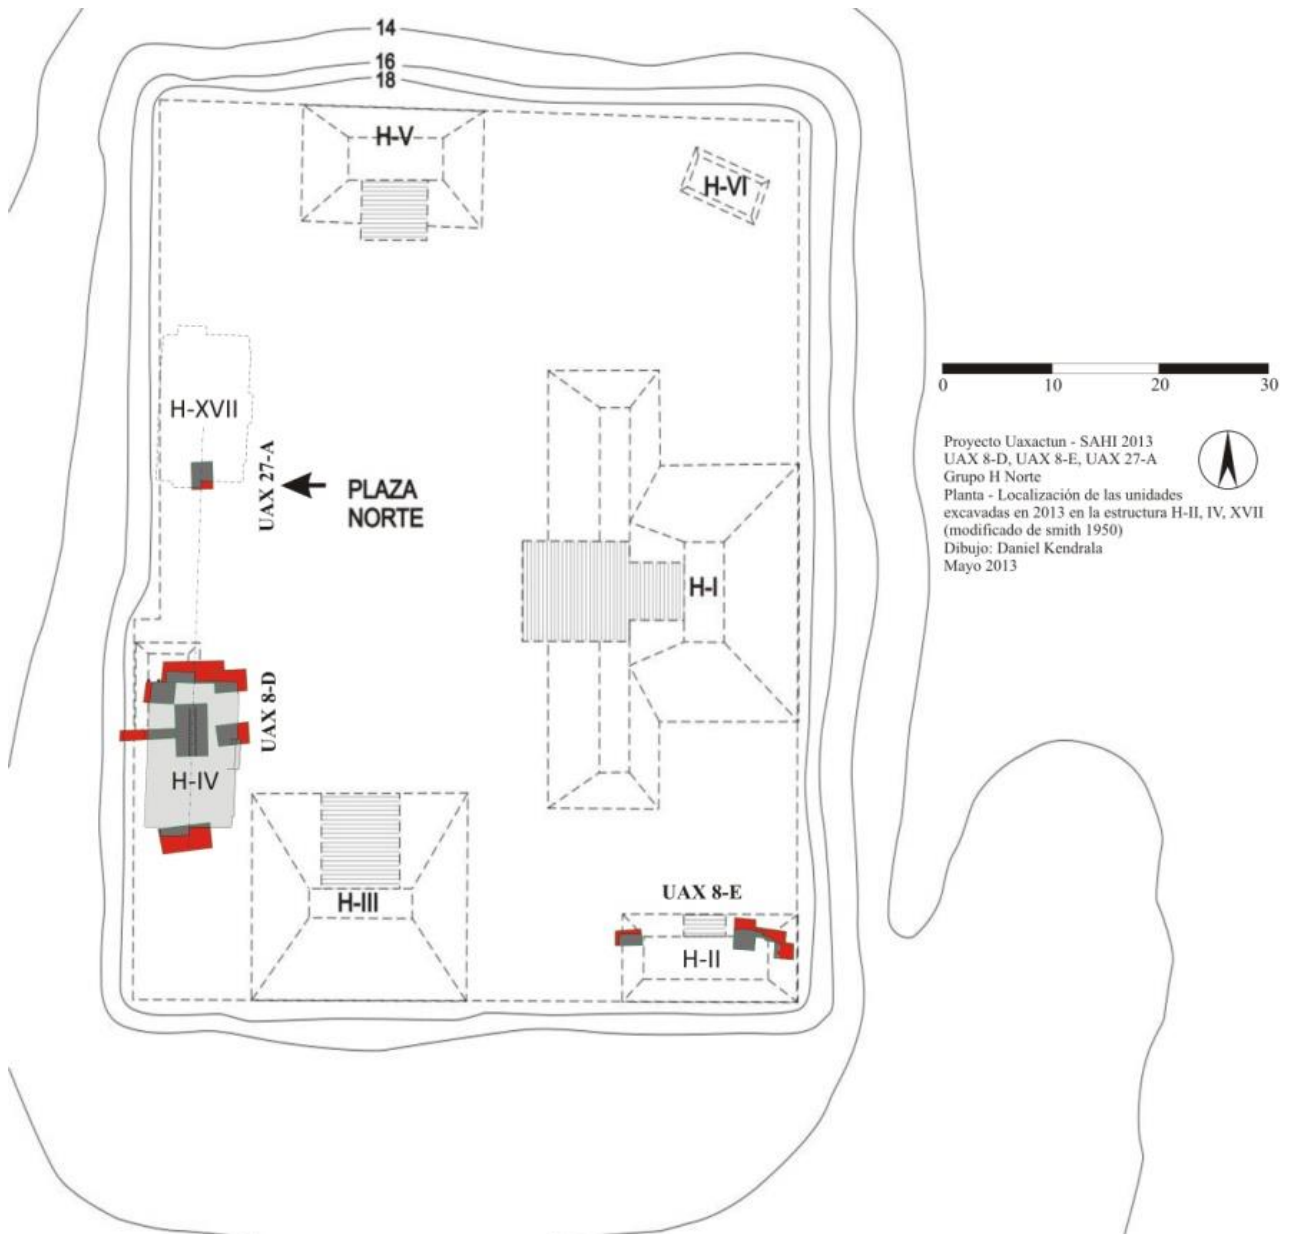 14
16
18
H-V
H-VI
H-XVII
UAX 27-A
PLAZA
NORTE
H-I
UAX 8-D
H-IV
H-III
UAX 8-E
H-II
0 10 20 30
Proyecto Uaxactun - SAHI 2013
UAX 8-D, UAX 8-E, UAX 27-A
Grupo H Norte
Planta - Localización de las unidades
excavadas en 2013 en la estructura H-II, IV, XVII
(modificado de smith 1950)
Dibujo: Daniel Kendrala
Mayo 2013